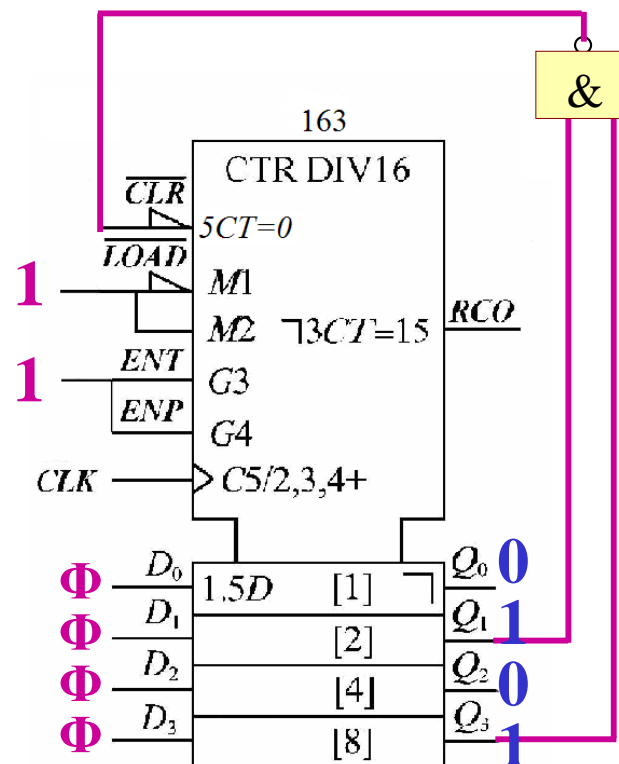 &
163
CTR DIV16
CLR
5CT=0
LOAD
1
M1
M2
⅂3CT=15
RCO
1
ENT
G3
ENP
G4
CLK
C5/2,3,4+
Φ
D₀
1.5D
[1]
⅂
Q₀
0
Φ
D₁
[2]
Q₁
1
Φ
D₂
[4]
Q₂
0
Φ
D₃
[8]
Q₃
1